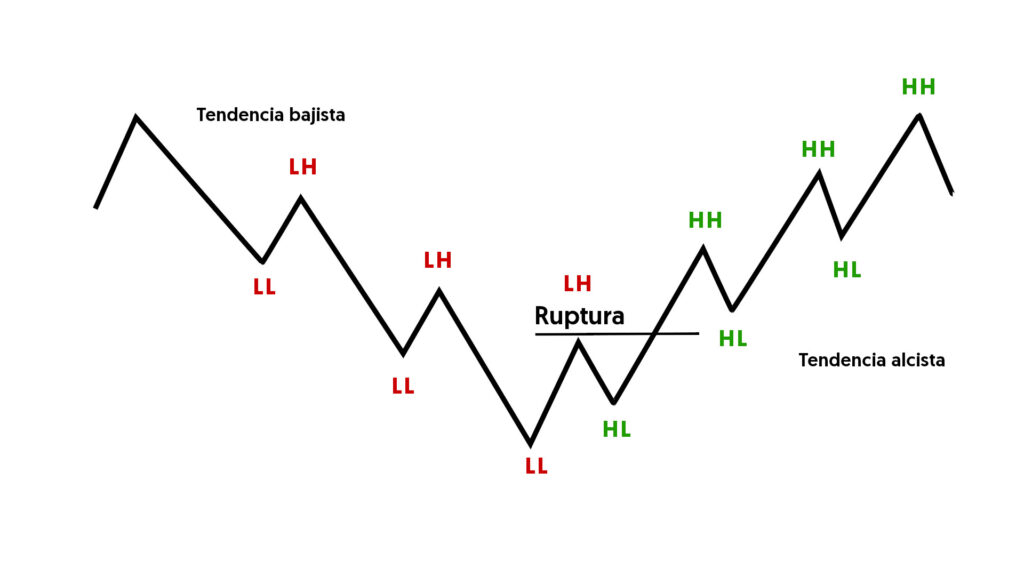 HH
Tendencia bajista
HH
LH
HH
LH
HL
LH
LL
Ruptura
HL
Tendencia alcista
LL
HL
LL